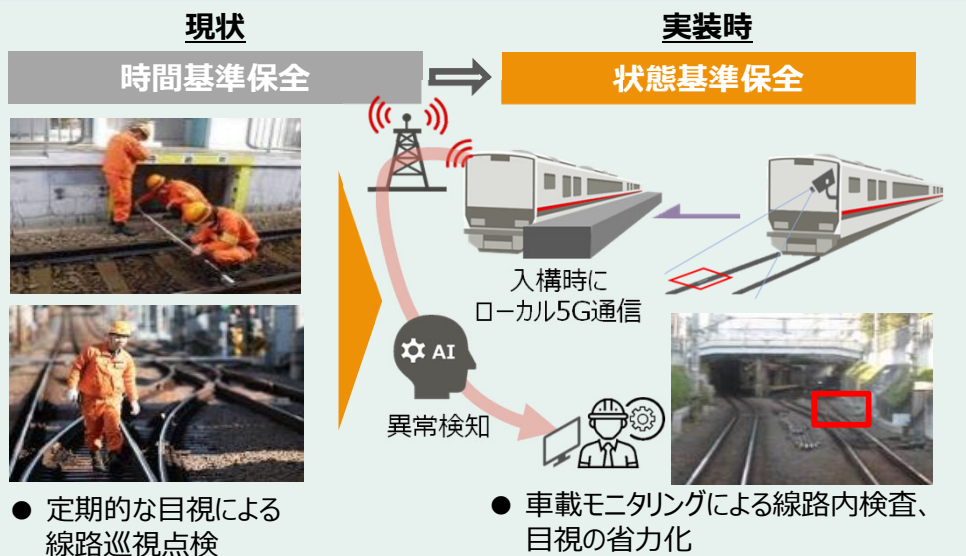 現状
実装時
時間基準保全
状態基準保全
入構時に
ローカル5G通信
AI
異常検知
● 定期的な目視による
線路巡視点検
● 車載モニタリングによる線路内検査、
目視の省力化